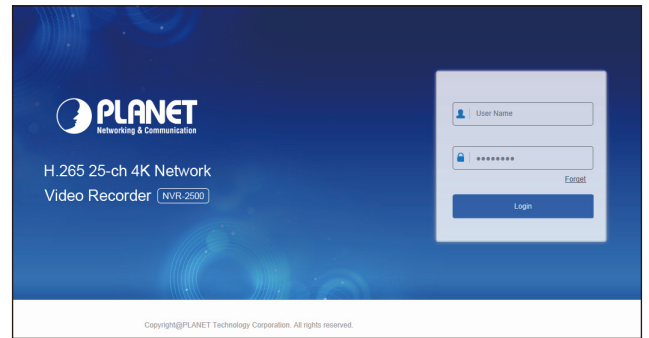 PLANET
Networking & Communication
H.265 25-ch 4K Network
Video Recorder NVR-2500
User Name
••••••••
Forget
Login
Copyright@PLANET Technology Corporation. All rights reserved.